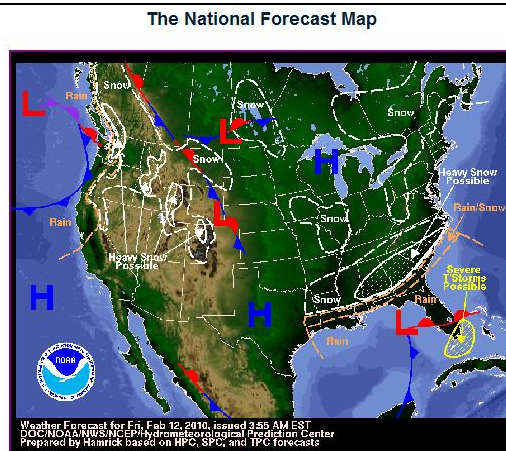 The National Forecast Map
L
Rain
Snow
Snow
Snow
L
Snow
H
Heavy Snow
Possible
Rain
L
Snow
Rain/Snow
Heavy Snow
Possible
Severe
T'Storms
Possible
H
H
Snow
Rain
L
Rain
NOAA
Weather Forecast for Fri, Feb 12, 2010, issued 3:55 AM EST
DOC/NOAA/NWS/NCEP/Hydrometeorological Prediction Center
Prepared by Hamrick based on HPC, SPC, and TPC forecasts